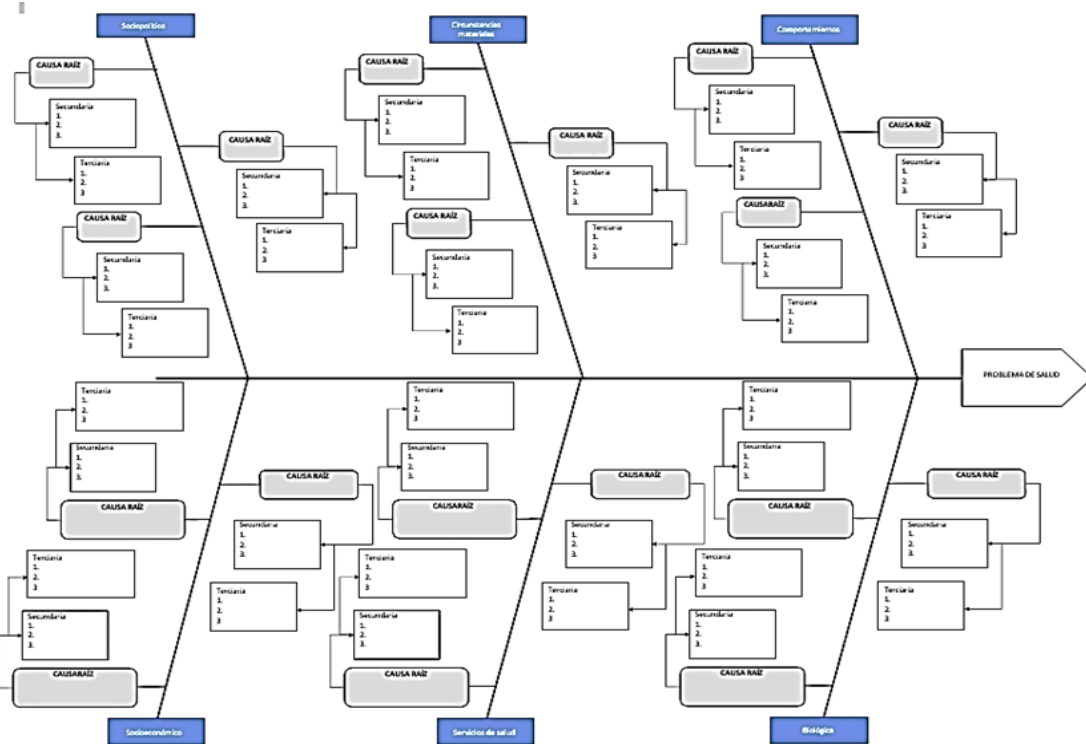 Sociopolítico
CAUSA RAÍZ
Secundaria
1.
2.
3.
Terciaria
1.
2.
3
CAUSA RAÍZ
Secundaria
1.
2.
3.
Terciaria
1.
2.
3
CAUSA RAÍZ
Secundaria
1.
2.
3.
Terciaria
1.
2.
3
Circunstancias
materiales
CAUSA RAÍZ
Secundaria
1.
2.
3.
Terciaria
1.
2.
3
CAUSA RAÍZ
Secundaria
1.
2.
3.
Terciaria
1.
2.
3
CAUSA RAÍZ
Secundaria
1.
2.
3.
Terciaria
1.
2.
3
CAUSA RAÍZ
Secundaria
1.
2.
3.
Terciaria
1.
2.
3
CAUSA RAÍZ
Secundaria
1.
2.
3.
Terciaria
1.
2.
3
CAUSARAÍZ
Secundaria
1.
2.
3.
Terciaria
1.
2.
3
PROBLEMA DE SALUD
Terciaria
1.
2.
3
Secundaria
1.
2.
3.
CAUSA RAÍZ
CAUSA RAÍZ
Secundaria
1.
2.
3.
Terciaria
1.
2.
3
Terciaria
1.
2.
3
Secundaria
1.
2.
3.
CAUSARAÍZ
Socioeconómico
Terciaria
1.
2.
3
Secundaria
1.
2.
3.
CAUSARAÍZ
CAUSA RAÍZ
Secundaria
1.
2.
3.
Terciaria
1.
2.
3
Terciaria
1.
2.
3
Secundaria
1.
2.
3.
CAUSA RAÍZ
Servicios de salud
Terciaria
1.
2.
3
Secundaria
1.
2.
3.
CAUSA RAÍZ
CAUSA RAÍZ
Secundaria
1.
2.
3.
Terciaria
1.
2.
3
Terciaria
1.
2.
3
Secundaria
1.
2.
3.
CAUSA RAÍZ